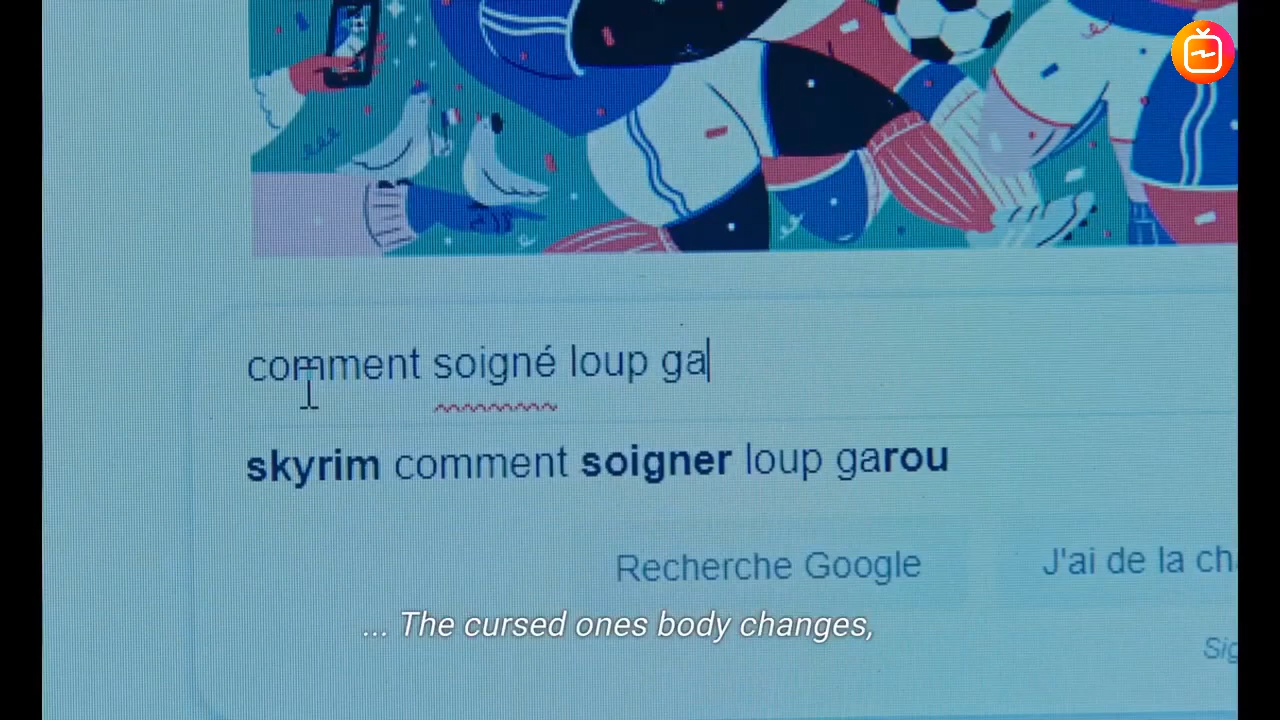 comment soigné loup ga
skyrim comment soigner loup garou
Recherche Google
J'ai de la ch
Sig
... The cursed ones body changes,